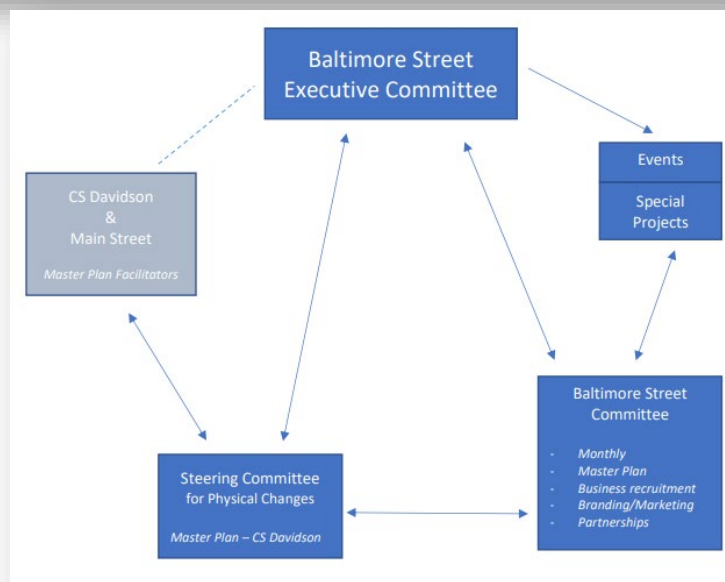 Baltimore Street
Executive Committee
Events
Special
Projects
CS Davidson
&
Main Street
Master Plan Facilitators
Baltimore Street
Committee
- Monthly
- Master Plan
- Business recruitment
- Branding/Marketing
- Partnerships
Steering Committee
for Physical Changes
Master Plan – CS Davidson